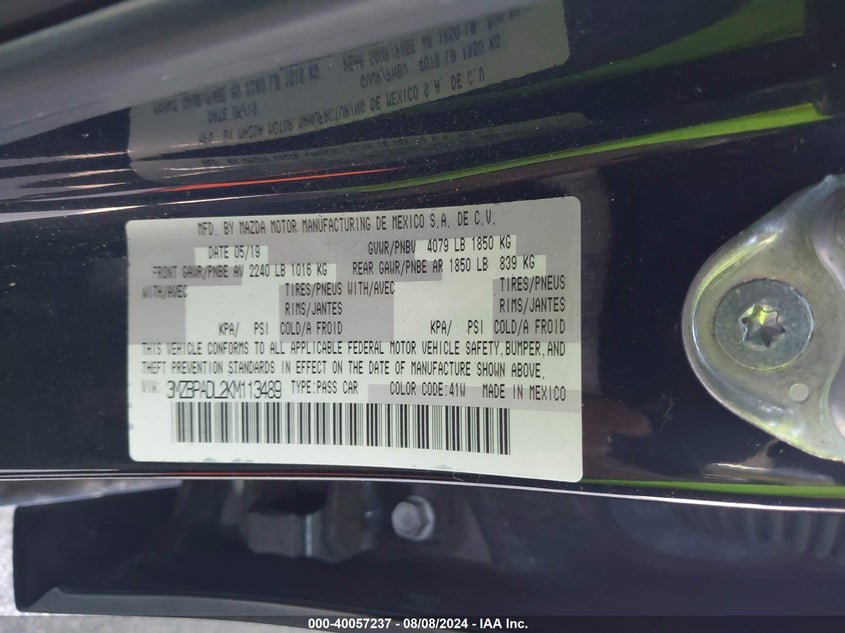 MFD. BY MAZDA MOTOR MANUFACTURING DE MEXICO S.A. DE C.V.
DATE 05/19 GVWR/PNBV 4079 LB 1850 KG
FRONT GAWR/PNBE AV 2240 LB 1016 KG REAR GAWR/PNBE AR 1850 LB 839 KG
WITH/AVEC TIRES/PNEUS WITH/AVEC TIRES/PNEUS
RIMS/JANTES RIMS/JANTES
KPA/ PSI COLD/A FROID KPA/ PSI COLD/A FROID
THIS VEHICLE CONFORMS TO ALL APPLICABLE FEDERAL MOTOR VEHICLE SAFETY, BUMPER, AND
THEFT PREVENTION STANDARDS IN EFFECT ON THE DATE OF MANUFACTURE SHOWN ABOVE.
VIN: 3MZBPADL2KM113489 TYPE:PASS CAR COLOR CODE:41W MADE IN MEXICO
000-40057237 - 08/08/2024 - IAA Inc.